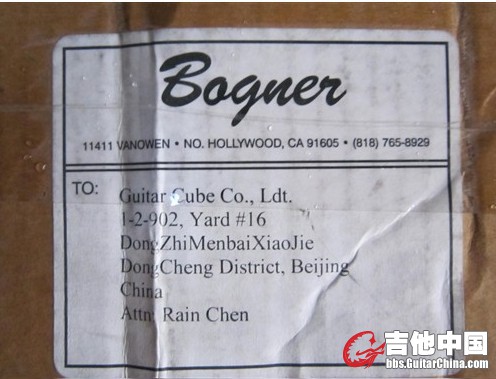 Bogner
11411 VANOWEN • NO. HOLLYWOOD, CA 91605 • (818) 765-8929
TO:
Guitar Cube Co., Ldt.
1-2-902, Yard #16
DongZhiMenbaiXiaoJie
DongCheng District, Beijing
China
Attn: Rain Chen
吉他中国
bbs.GuitarChina.com